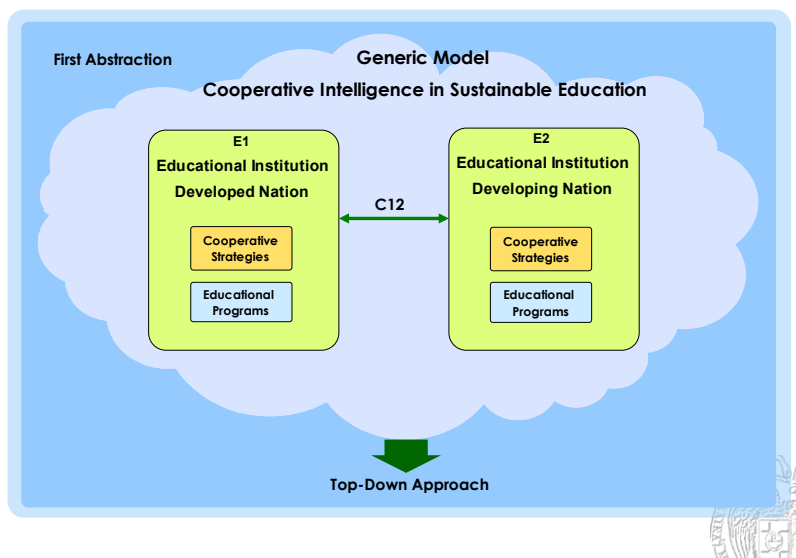 First Abstraction
Generic Model
Cooperative Intelligence in Sustainable Education
E1
Educational Institution
Developed Nation
Cooperative
Strategies
Educational
Programs
C12
E2
Educational Institution
Developing Nation
Cooperative
Strategies
Educational
Programs
Top-Down Approach